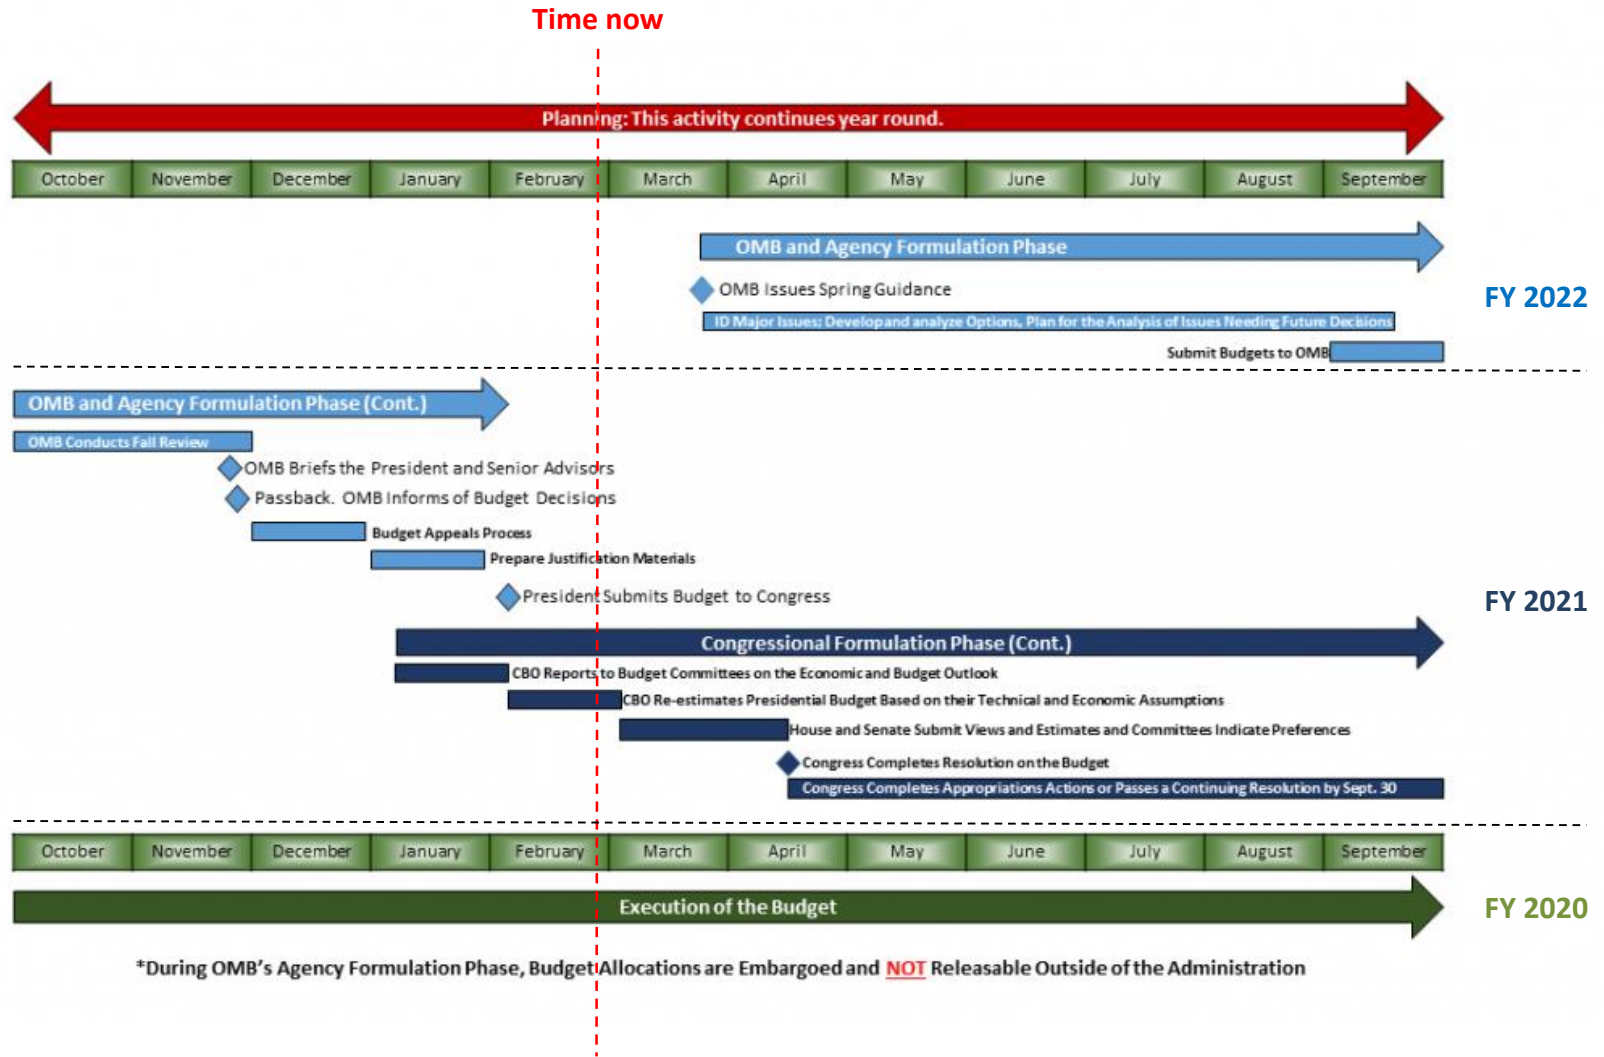 Time now
Planning: This activity continues year round.
October November December January February March April May June July August September
OMB and Agency Formulation Phase
OMB Issues Spring Guidance
FY 2022
ID Major Issues: Develop and analyze Options, Plan for the Analysis of Issues Needing Future Decisions
Submit Budgets to OMB
OMB and Agency Formulation Phase (Cont.)
OMB Conducts Fall Review
OMB Briefs the President and Senior Advisors
Passback. OMB Informs of Budget Decisions
Budget Appeals Process
Prepare Justification Materials
President Submits Budget to Congress
FY 2021
Congressional Formulation Phase (Cont.)
CBO Reports to Budget Committees on the Economic and Budget Outlook
CBO Re-estimates Presidential Budget Based on their Technical and Economic Assumptions
House and Senate Submit Views and Estimates and Committees Indicate Preferences
Congress Completes Resolution on the Budget
Congress Completes Appropriations Actions or Passes a Continuing Resolution by Sept. 30
October November December January February March April May June July August September
Execution of the Budget
FY 2020
*During OMB's Agency Formulation Phase, Budget Allocations are Embargoed and NOT Releasable Outside of the Administration